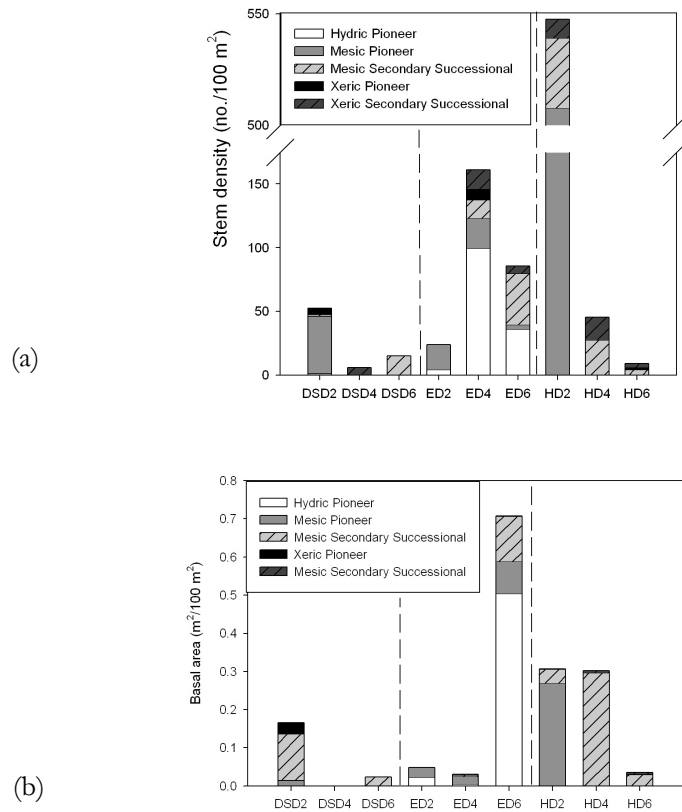 550
Hydric Pioneer
Mesic Pioneer
Mesic Secondary Successional
Xeric Pioneer
Xeric Secondary Successional
500
150
100
50
0
Stem density (no./100 m²)
DSD2 DSD4 DSD6 ED2 ED4 ED6 HD2 HD4 HD6
(a)
0.8
Hydric Pioneer
Mesic Pioneer
Mesic Secondary Successional
Xeric Pioneer
Mesic Secondary Successional
0.7
0.6
0.5
0.4
0.3
0.2
0.1
0.0
Basal area (m²/100 m²)
DSD2 DSD4 DSD6 ED2 ED4 ED6 HD2 HD4 HD6
(b)